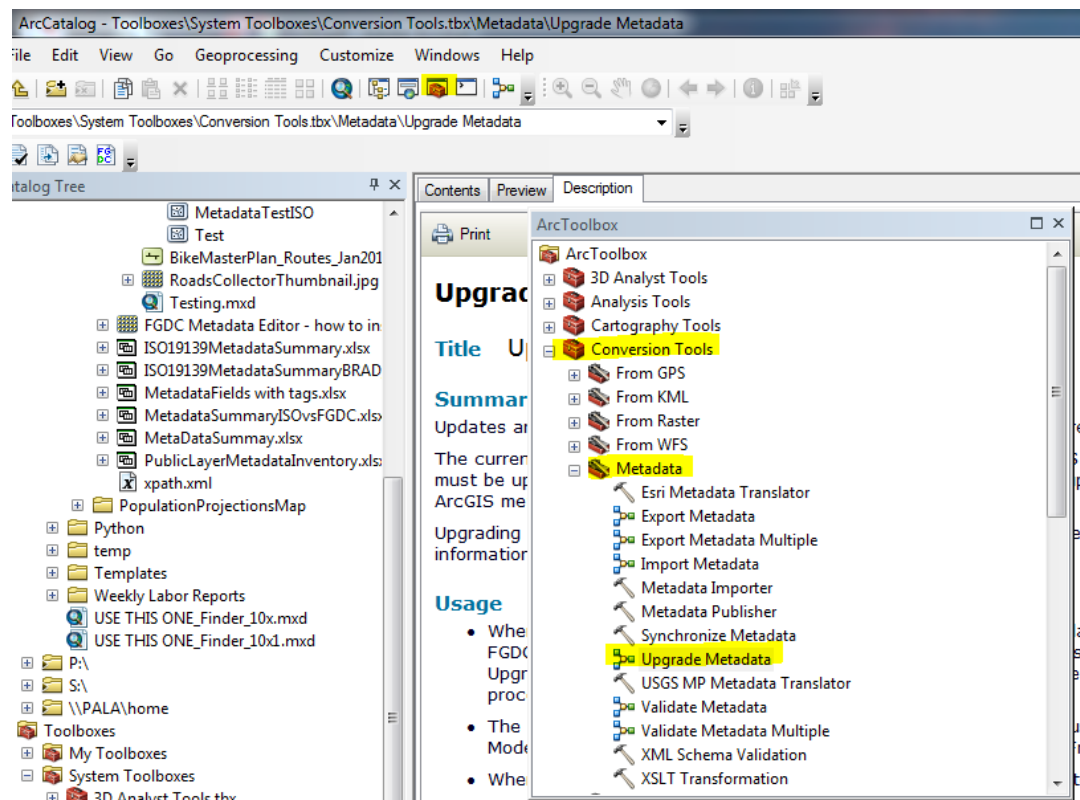 ArcCatalog - Toolboxes\System Toolboxes\Conversion Tools.tbx\Metadata\Upgrade Metadata
File Edit View Go Geoprocessing Customize Windows Help
Toolboxes\System Toolboxes\Conversion Tools.tbx\Metadata\Upgrade Metadata
FGDC
Catalog Tree
MetadataTestISO
Test
BikeMasterPlan_Routes_Jan201
RoadsCollectorThumbnail.jpg
Testing.mxd
FGDC Metadata Editor - how to in
ISO19139MetadataSummary.xlsx
ISO19139MetadataSummaryBRAD
MetadataFields with tags.xlsx
MetadataSummaryISOvsFGDC.xlsx
MetaDataSummay.xlsx
PublicLayerMetadataInventory.xls
xpath.xml
PopulationProjectionsMap
Python
temp
Templates
Weekly Labor Reports
USE THIS ONE_Finder_10x.mxd
USE THIS ONE_Finder_10x1.mxd
P:\
S:\
\\PALA\home
Toolboxes
My Toolboxes
System Toolboxes
3D Analyst Tools.tbx
Contents Preview Description
Print
Upgrad
Title U
Summar
Updates ar
The curren
must be up
ArcGIS me
Upgrading
information
Usage
Whe
FGDC
Upgr
proc
The
Mode
Whe
ArcToolbox
ArcToolbox
3D Analyst Tools
Analysis Tools
Cartography Tools
Conversion Tools
From GPS
From KML
From Raster
From WFS
Metadata
Esri Metadata Translator
Export Metadata
Export Metadata Multiple
Import Metadata
Metadata Importer
Metadata Publisher
Synchronize Metadata
Upgrade Metadata
USGS MP Metadata Translator
Validate Metadata
Validate Metadata Multiple
XML Schema Validation
XSLT Transformation